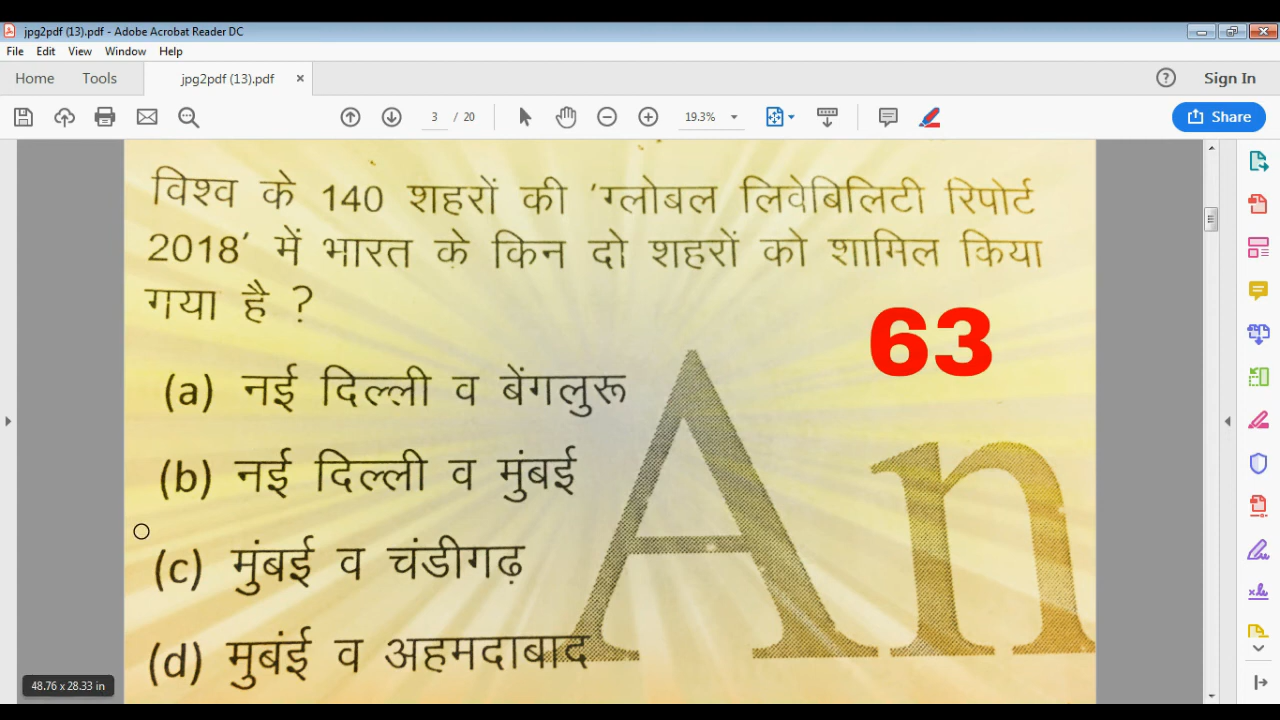 jpg2pdf (13).pdf - Adobe Acrobat Reader DC
File Edit View Window Help
Home Tools jpg2pdf (13).pdf × ? Sign In
3 / 20 19.3% Share
विश्व के 140 शहरों की 'ग्लोबल लिवेबिलिटी रिपोर्ट
2018' में भारत के किन दो शहरों को शामिल किया
गया है ?
63
(a) नई दिल्ली व बेंगलुरू
(b) नई दिल्ली व मुंबई
(c) मुंबई व चंडीगढ़
(d) मुबंई व अहमदाबाद
An
48.76 x 28.33 in